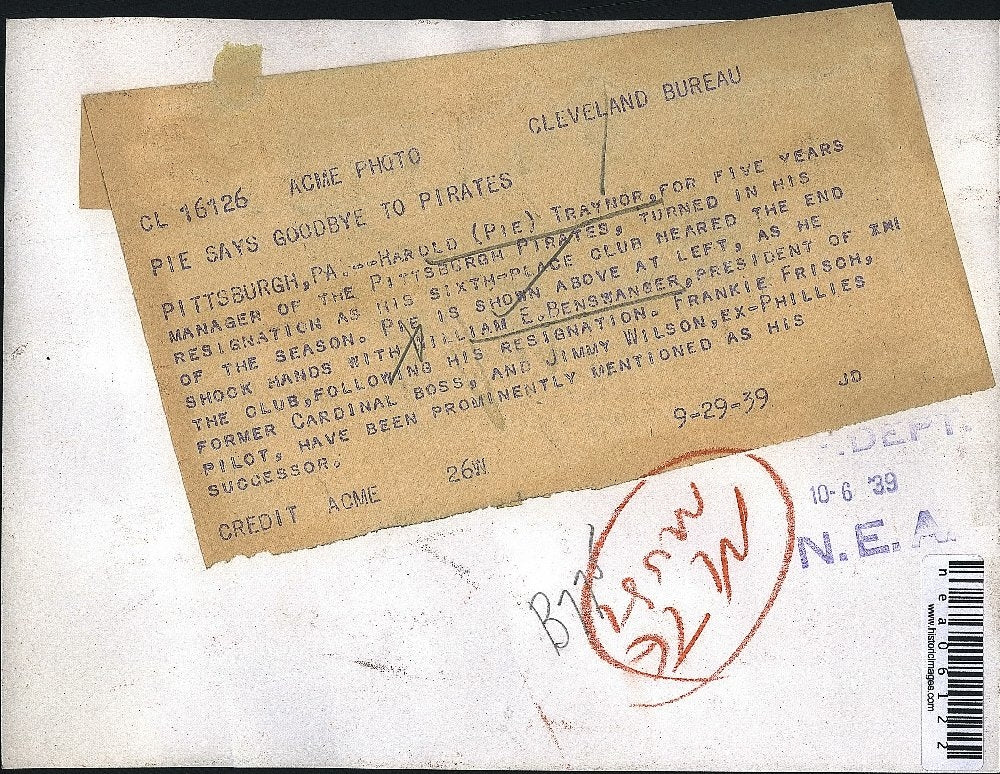 CLEVELAND BUREAU
CL 16126 ACME PHOTO
PIE SAYS GOODBYE TO PIRATES
PITTSBURGH,PA.--HAROLD (PIE) TRAYNOR,FOR FIVE YEARS
MANAGER OF THE PITTSBURGH PIRATES, TURNED IN HIS
RESIGNATION AS HIS SIXTH-PLACE CLUB NEARED THE END
OF THE SEASON. PIE IS SHOWN ABOVE AT LEFT, AS HE
SHOOK HANDS WITH WILLIAM E.BENSWANGER,PRESIDENT OF
THE CLUB,FOLLOWING HIS RESIGNATION. FRANKIE FRISCH,
FORMER CARDINAL BOSS, AND JIMMY WILSON,EX-PHILLIES
PILOT, HAVE BEEN PROMINENTLY MENTIONED AS HIS
SUCCESSOR.
CREDIT ACME 26W 9-29-39 JD
DEPT.
10-6 '39
N.E.A.
nea06122
www.historicimages.com